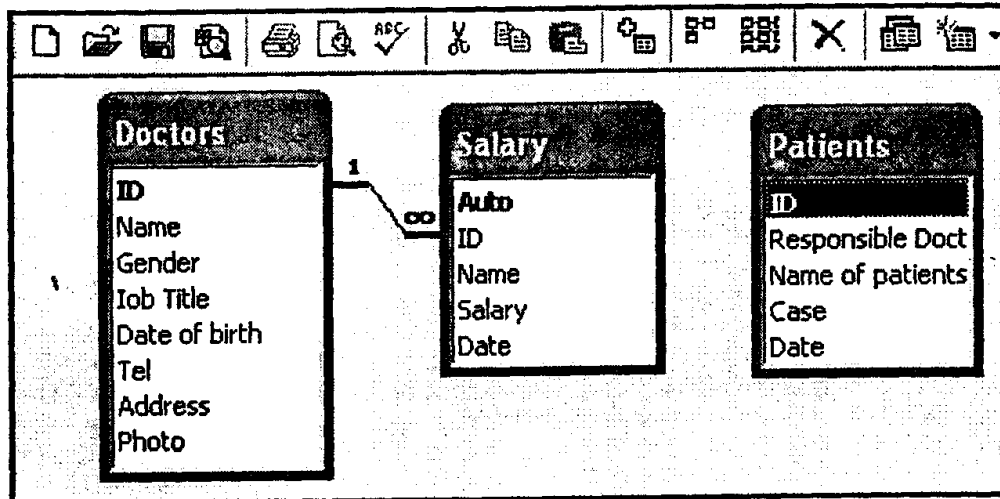 ABC
Doctors
ID
Name
Gender
Iob Title
Date of birth
Tel
Address
Photo
1
∞
Salary
Auto
ID
Name
Salary
Date
Patients
ID
Responsible Doct
Name of patients
Case
Date